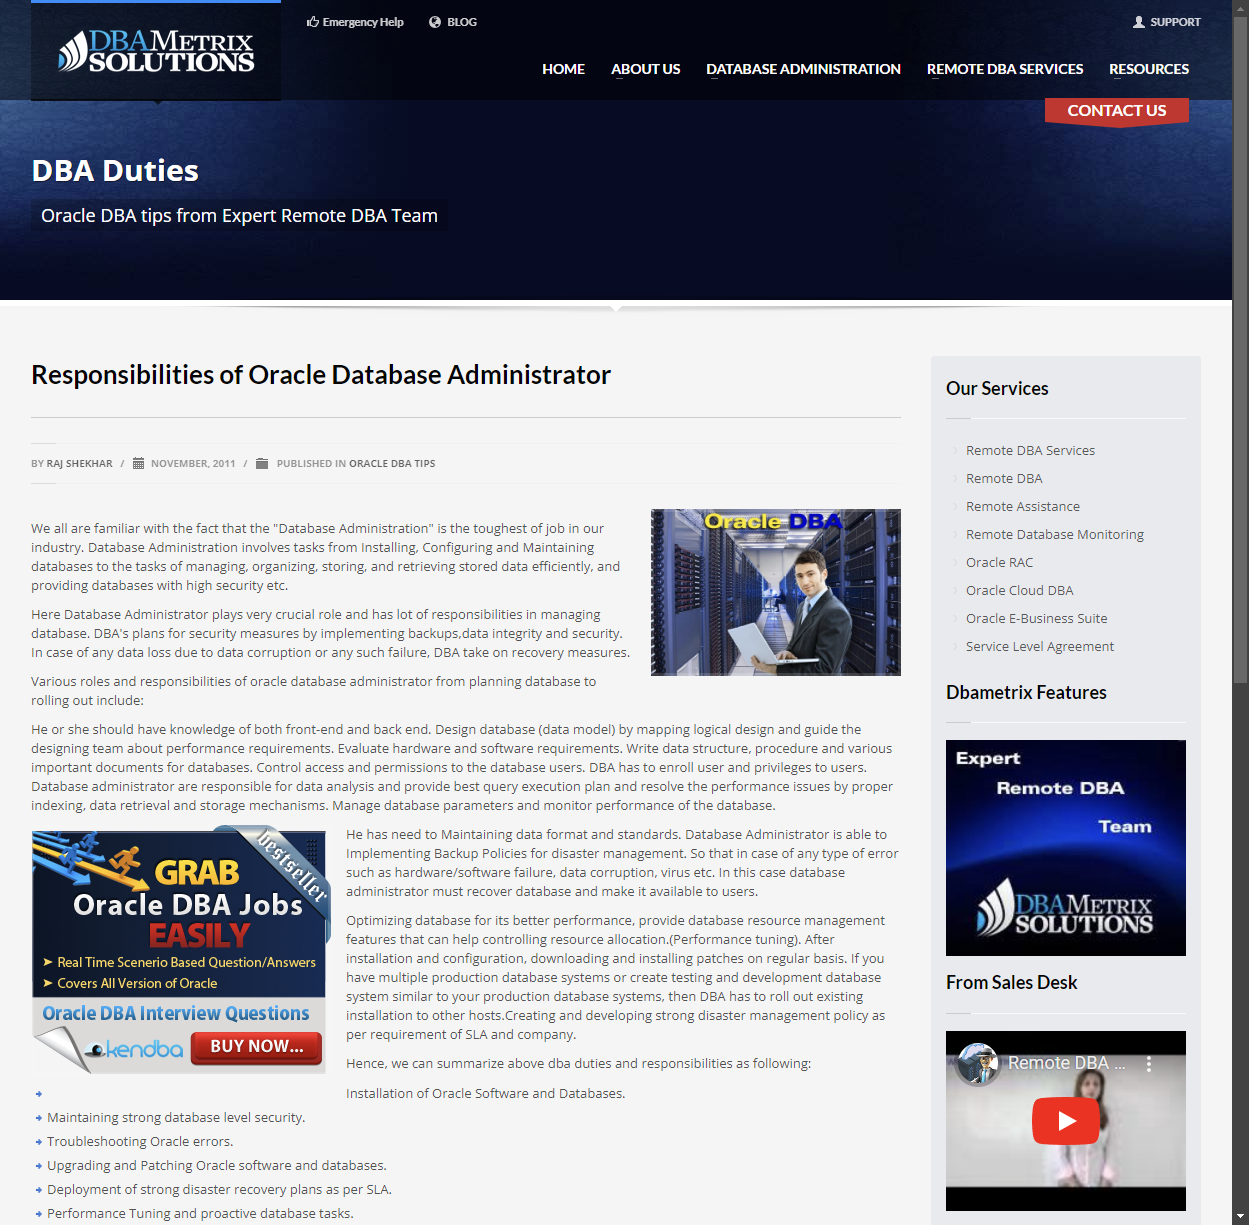 DBAMETRIX
SOLUTIONS
Emergency Help
BLOG
SUPPORT
HOME
ABOUT US
DATABASE ADMINISTRATION
REMOTE DBA SERVICES
RESOURCES
CONTACT US
DBA Duties
Oracle DBA tips from Expert Remote DBA Team
Responsibilities of Oracle Database Administrator
BY RAJ SHEKHAR / NOVEMBER, 2011 / PUBLISHED IN ORACLE DBA TIPS
Oracle DBA
We all are familiar with the fact that the "Database Administration" is the toughest of job in our
industry. Database Administration involves tasks from Installing, Configuring and Maintaining
databases to the tasks of managing, organizing, storing, and retrieving stored data efficiently, and
providing databases with high security etc.
Here Database Administrator plays very crucial role and has lot of responsibilities in managing
database. DBA's plans for security measures by implementing backups,data integrity and security.
In case of any data loss due to data corruption or any such failure, DBA take on recovery measures.
Various roles and responsibilities of oracle database administrator from planning database to
rolling out include:
He or she should have knowledge of both front-end and back end. Design database (data model) by mapping logical design and guide the
designing team about performance requirements. Evaluate hardware and software requirements. Write data structure, procedure and various
important documents for databases. Control access and permissions to the database users. DBA has to enroll user and privileges to users.
Database administrator are responsible for data analysis and provide best query execution plan and resolve the performance issues by proper
indexing, data retrieval and storage mechanisms. Manage database parameters and monitor performance of the database.
bestseller
GRAB
Oracle DBA Jobs
EASILY
Real Time Scenerio Based Question/Answers
Covers All Version of Oracle
Oracle DBA Interview Questions
kendba
BUY NOW...
He has need to Maintaining data format and standards. Database Administrator is able to
Implementing Backup Policies for disaster management. So that in case of any type of error
such as hardware/software failure, data corruption, virus etc. In this case database
administrator must recover database and make it available to users.
Optimizing database for its better performance, provide database resource management
features that can help controlling resource allocation.(Performance tuning). After
installation and configuration, downloading and installing patches on regular basis. If you
have multiple production database systems or create testing and development database
system similar to your production database systems, then DBA has to roll out existing
installation to other hosts.Creating and developing strong disaster management policy as
per requirement of SLA and company.
Hence, we can summarize above dba duties and responsibilities as following:
Installation of Oracle Software and Databases.
Maintaining strong database level security.
Troubleshooting Oracle errors.
Upgrading and Patching Oracle software and databases.
Deployment of strong disaster recovery plans as per SLA.
Performance Tuning and proactive database tasks.
Our Services
Remote DBA Services
Remote DBA
Remote Assistance
Remote Database Monitoring
Oracle RAC
Oracle Cloud DBA
Oracle E-Business Suite
Service Level Agreement
Dbametrix Features
Expert
Remote DBA
Team
DBAMETRIX
SOLUTIONS
From Sales Desk
Remote DBA ...